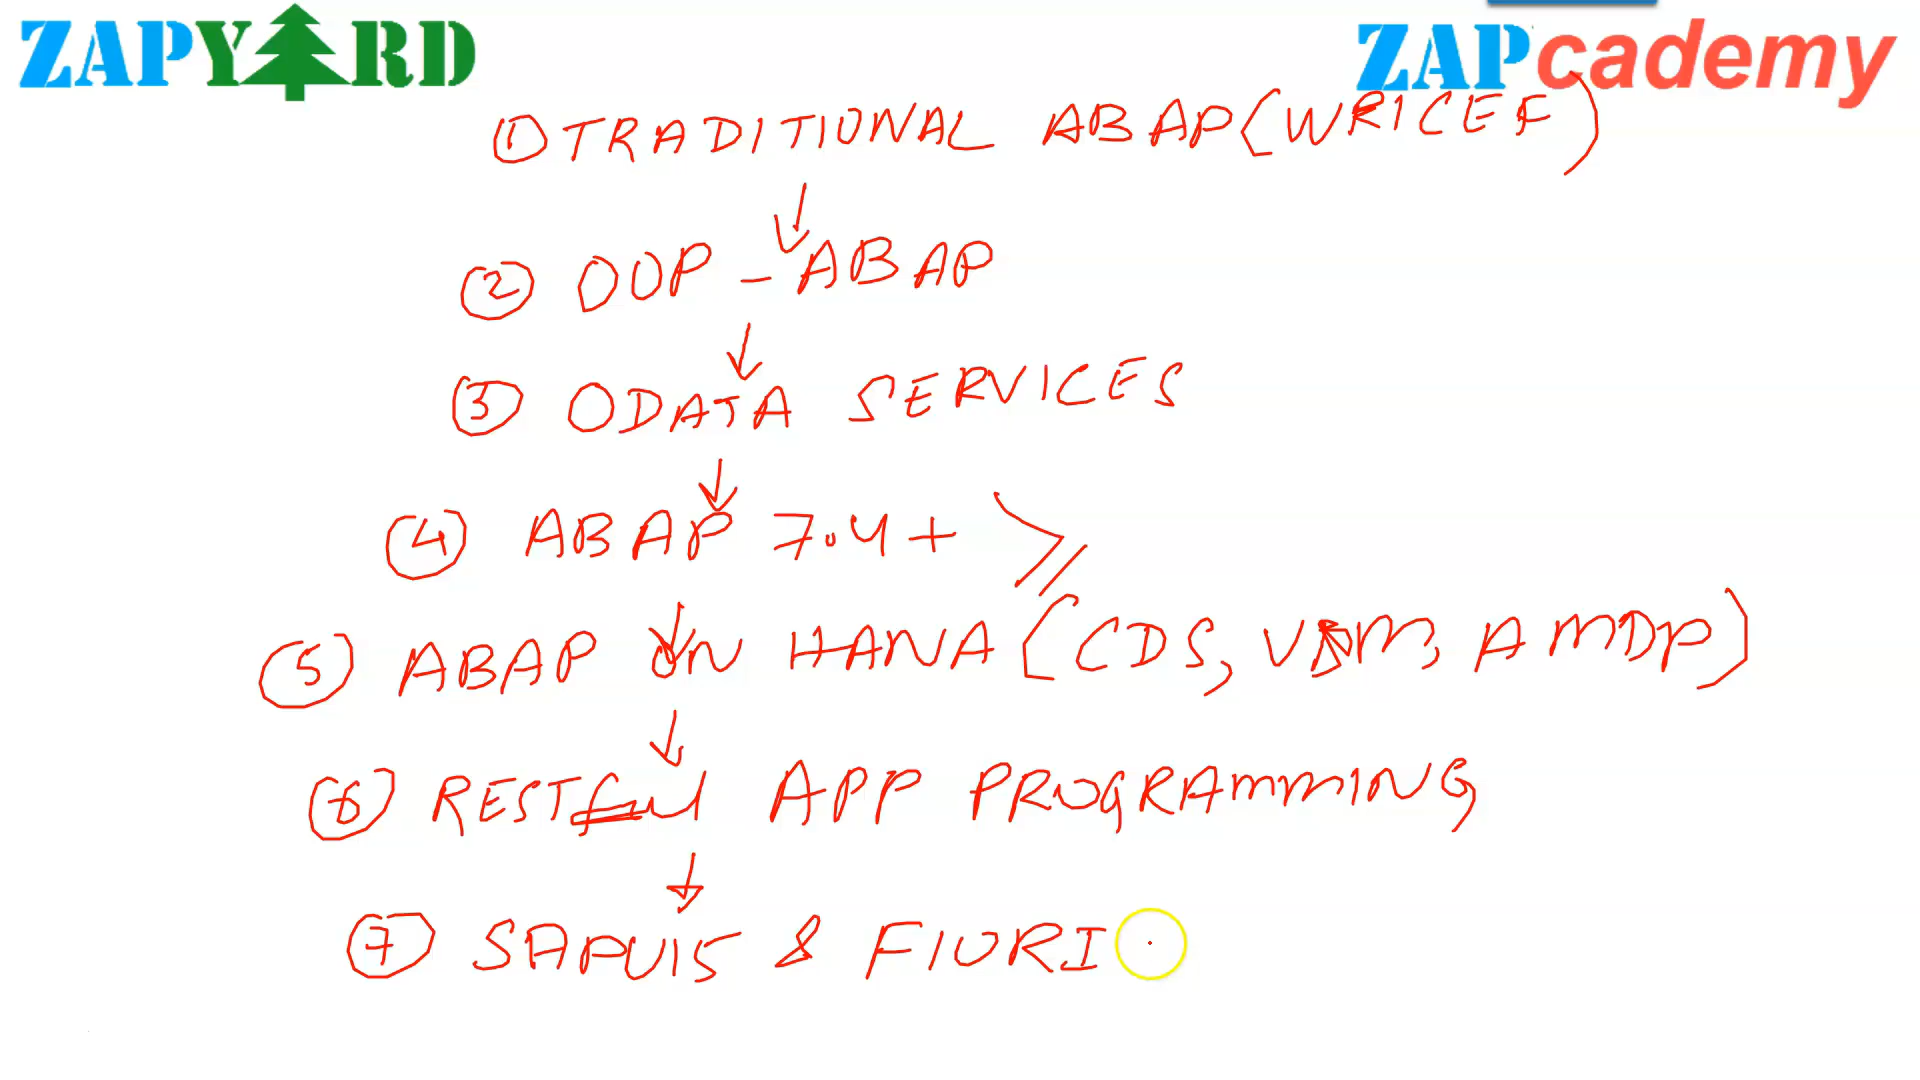 ZAPYARD
ZAPcademy
① TRADITIONAL ABAP (WRICEF)
② OOP - ABAP
③ ODATA SERVICES
④ ABAP 7.4 + ≥
⑤ ABAP ON HANA (CDS, VDM, AMDP)
⑥ RESTful APP PROGRAMMING
⑦ SAPUI5 & FIORI